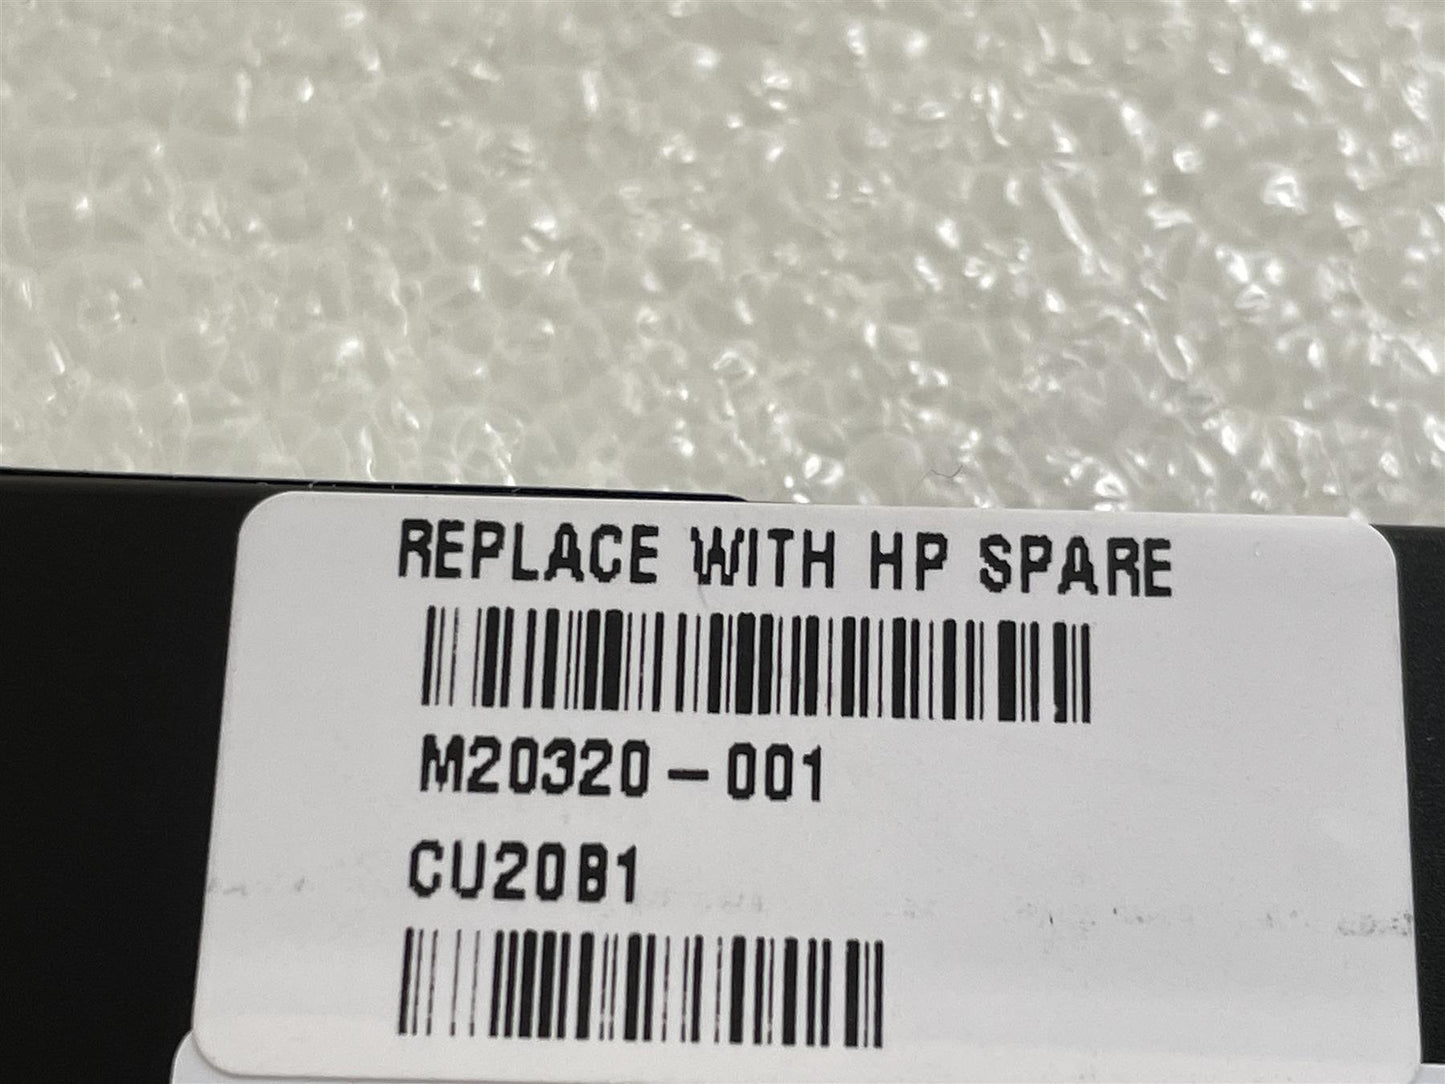 REPLACE WITH HP SPARE
M20320-001
CU20B1